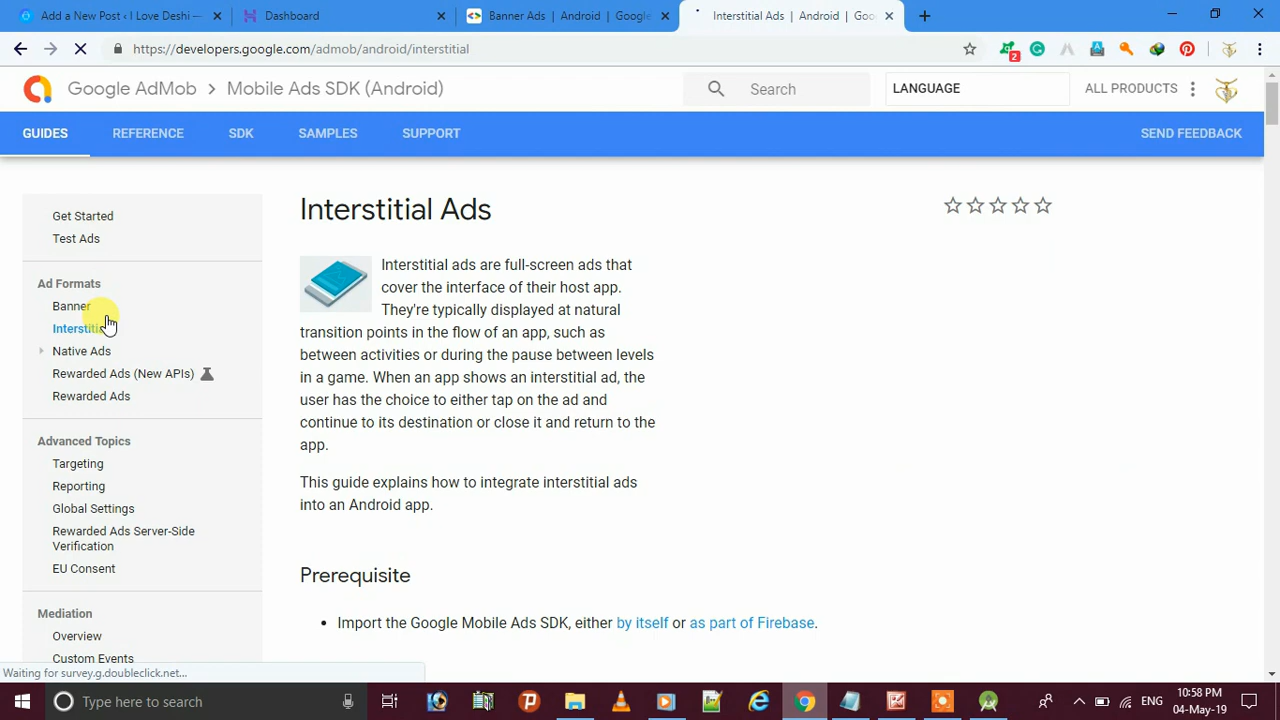 Add a New Post ‹ I Love Deshi —
Dashboard
Banner Ads | Android | Google
Interstitial Ads | Android | Goo
https://developers.google.com/admob/android/interstitial
2
Google AdMob > Mobile Ads SDK (Android)
Search
LANGUAGE
ALL PRODUCTS
GUIDES
REFERENCE
SDK
SAMPLES
SUPPORT
SEND FEEDBACK
Get Started
Test Ads
Ad Formats
Banner
Interstitial
Native Ads
Rewarded Ads (New APIs)
Rewarded Ads
Advanced Topics
Targeting
Reporting
Global Settings
Rewarded Ads Server-Side
Verification
EU Consent
Mediation
Overview
Custom Events
Interstitial Ads
Interstitial ads are full-screen ads that
cover the interface of their host app.
They're typically displayed at natural
transition points in the flow of an app, such as
between activities or during the pause between levels
in a game. When an app shows an interstitial ad, the
user has the choice to either tap on the ad and
continue to its destination or close it and return to the
app.
This guide explains how to integrate interstitial ads
into an Android app.
Prerequisite
• Import the Google Mobile Ads SDK, either by itself or as part of Firebase.
Waiting for survey.g.doubleclick.net...
Type here to search
ENG
10:58 PM
04-May-19